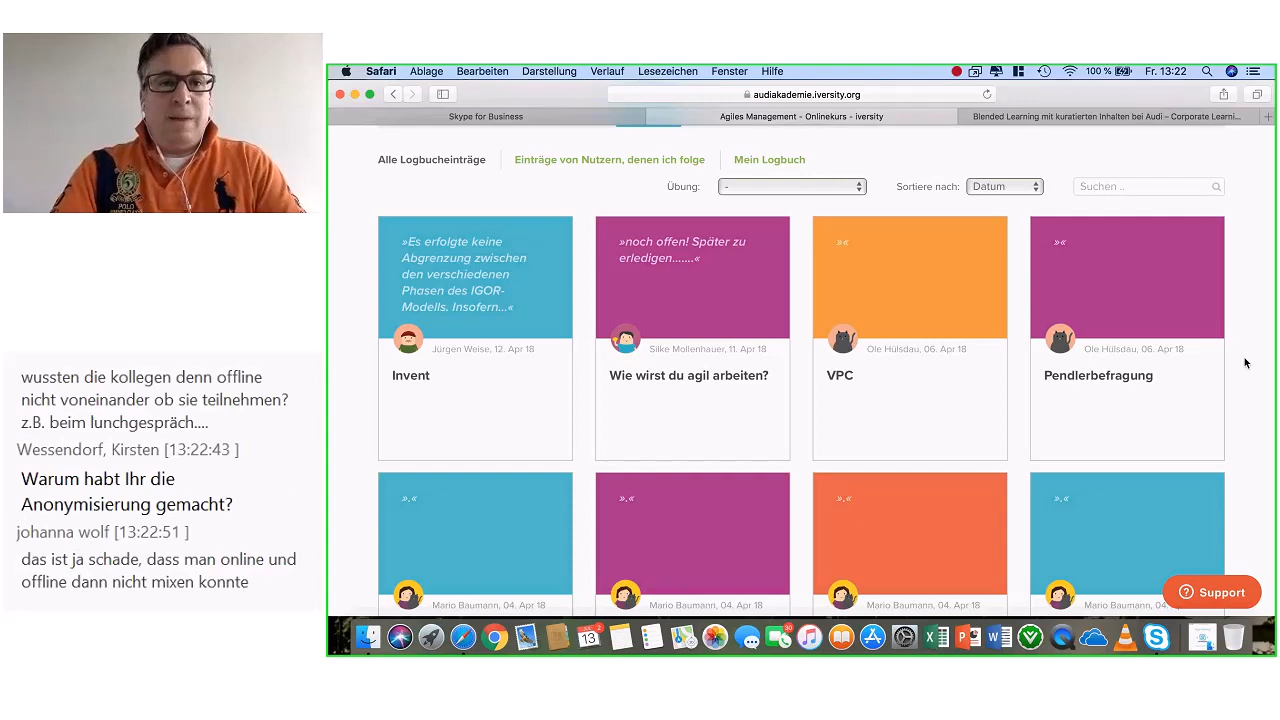 Safari Ablage Bearbeiten Darstellung Verlauf Lesezeichen Fenster Hilfe
100 % Fr. 13:22
audiakademie.iversity.org
Skype for Business
Agiles Management - Onlinekurs - iversity
Blended Learning mit kuratierten Inhalten bei Audi – Corporate Learni...
Alle Logbucheinträge
Einträge von Nutzern, denen ich folge
Mein Logbuch
Übung: -
Sortiere nach: Datum
Suchen ..
»Es erfolgte keine
Abgrenzung zwischen
den verschiedenen
Phasen des IGOR-
Modells. Insofern...«
Jürgen Weise, 12. Apr 18
Invent
»noch offen! Später zu
erledigen.......«
Silke Mollenhauer, 11. Apr 18
Wie wirst du agil arbeiten?
»«
Ole Hülsdau, 06. Apr 18
VPC
»«
Ole Hülsdau, 06. Apr 18
Pendlerbefragung
».«
Mario Baumann, 04. Apr 18
».«
Mario Baumann, 04. Apr 18
».«
Mario Baumann, 04. Apr 18
».«
Mario Baumann, 04. Apr 18
Support
wussten die kollegen denn offline
nicht voneinander ob sie teilnehmen?
z.B. beim lunchgespräch....
Wessendorf, Kirsten [13:22:43 ]
Warum habt Ihr die
Anonymisierung gemacht?
johanna wolf [13:22:51 ]
das ist ja schade, dass man online und
offline dann nicht mixen konnte
13
30